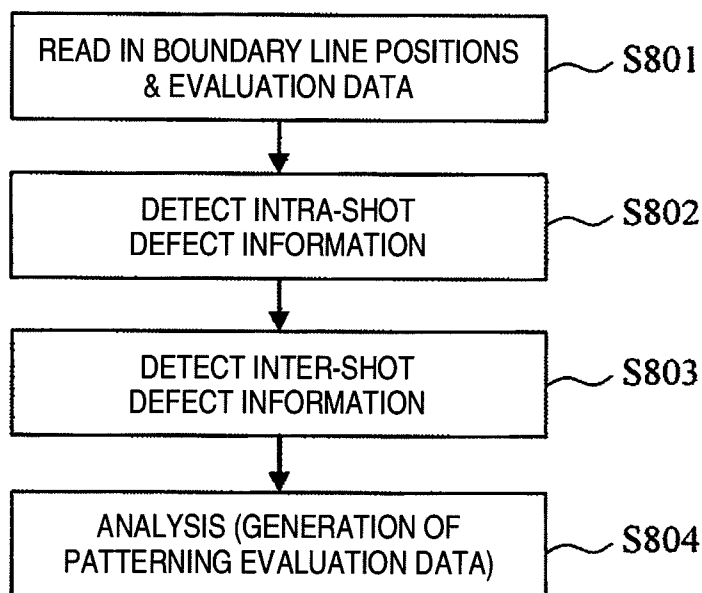 READ IN BOUNDARY LINE POSITIONS
& EVALUATION DATA
S801
DETECT INTRA-SHOT
DEFECT INFORMATION
S802
DETECT INTER-SHOT
DEFECT INFORMATION
S803
ANALYSIS (GENERATION OF
PATTERNING EVALUATION DATA)
S804